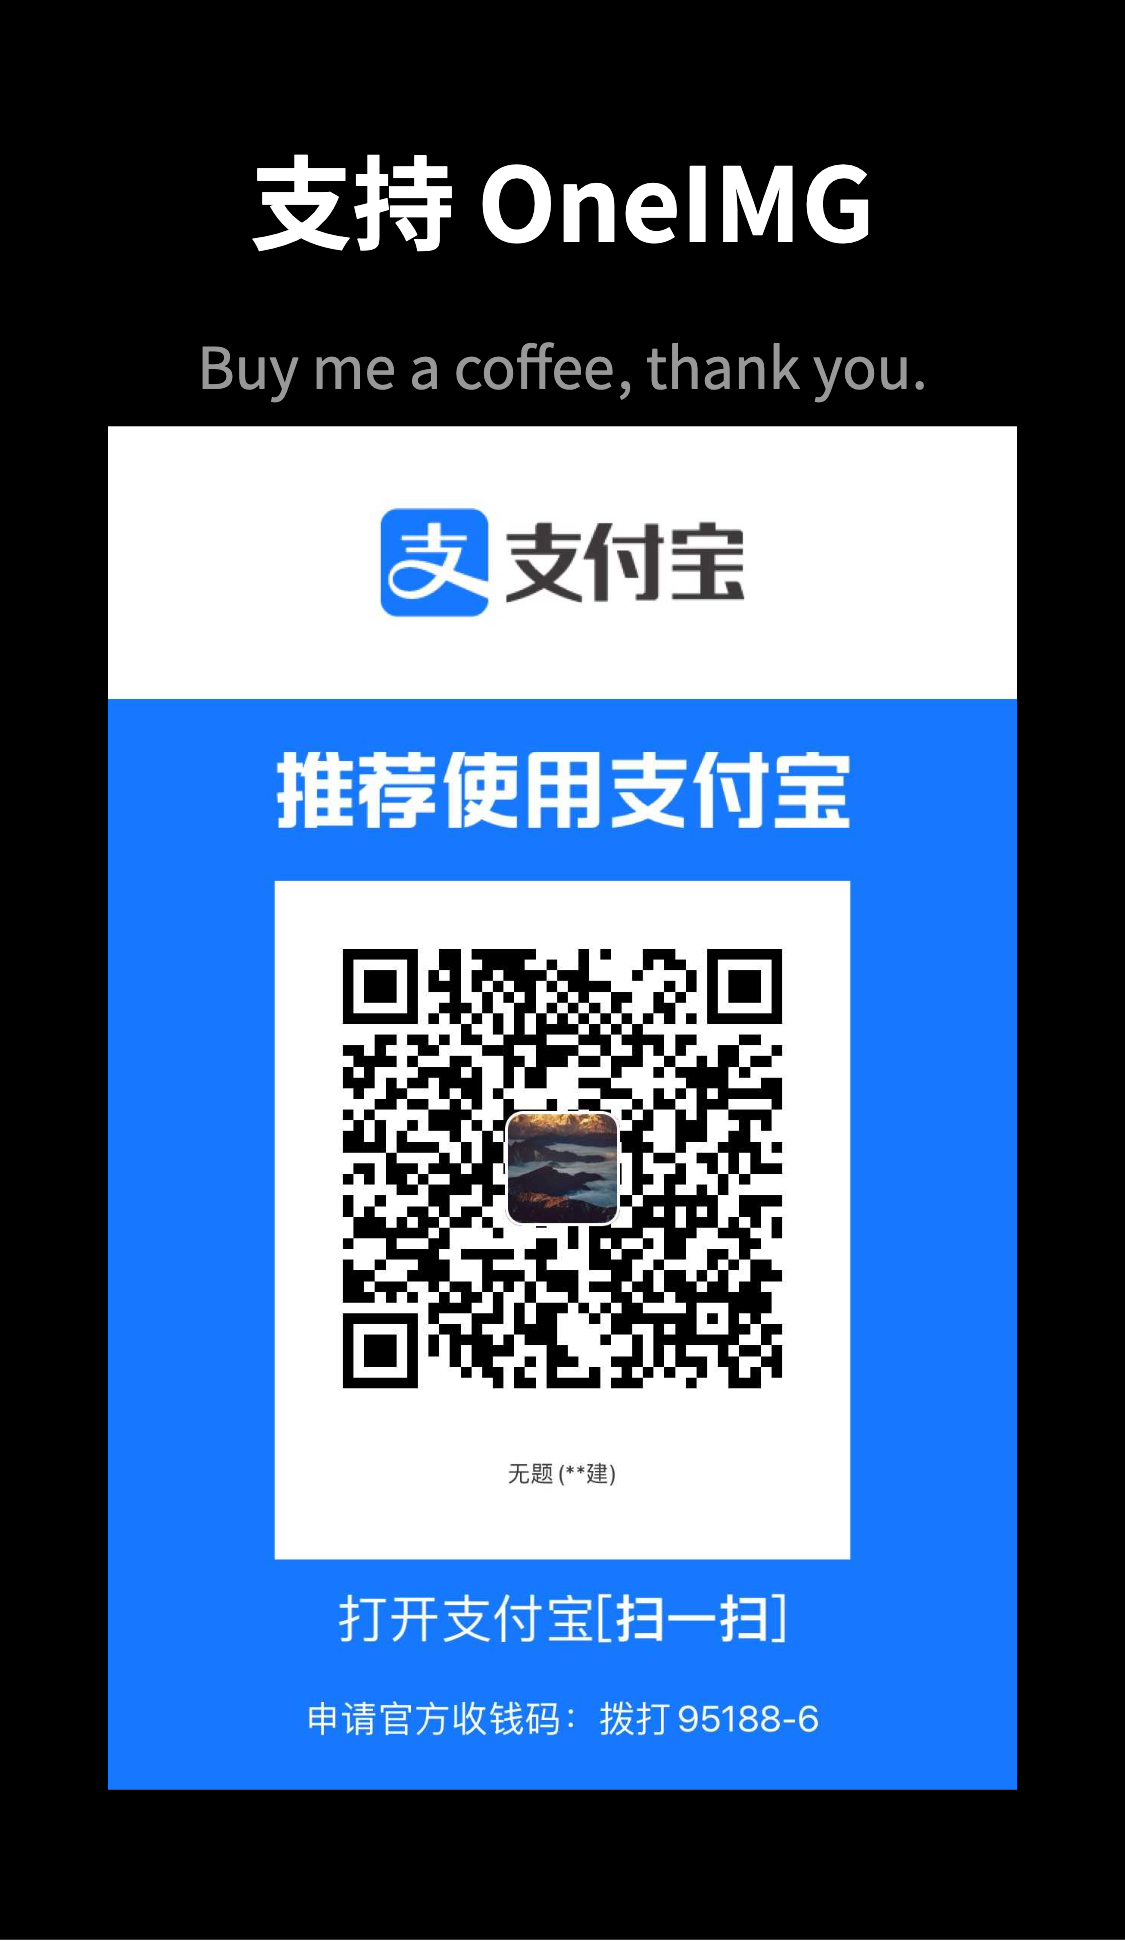 支持 OneIMG
Buy me a coffee, thank you.
支 支付宝
推荐使用支付宝
无题 (**建)
打开支付宝[扫一扫]
申请官方收钱码：拨打 95188-6